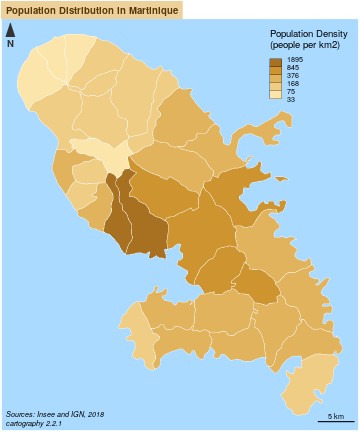 Population Distribution in Martinique
N
Population Density
(people per km2)
1895
845
376
168
75
33
Sources: Insee and IGN, 2018
cartography 2.2.1
5 km